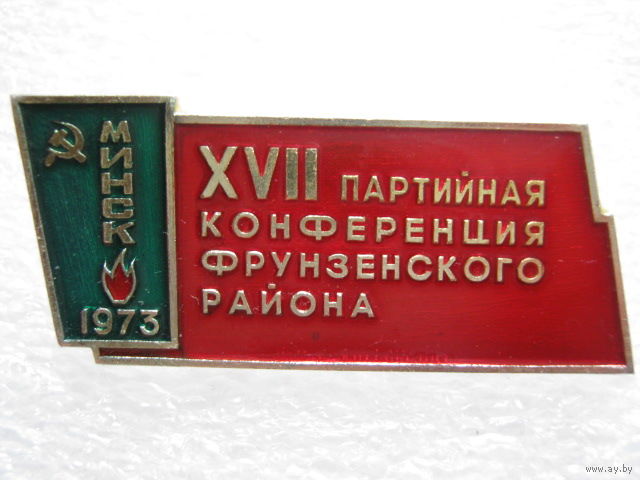 МИНСК
1973
XVII ПАРТИЙНАЯ
КОНФЕРЕНЦИЯ
ФРУНЗЕНСКОГО
РАЙОНА
www.ay.by